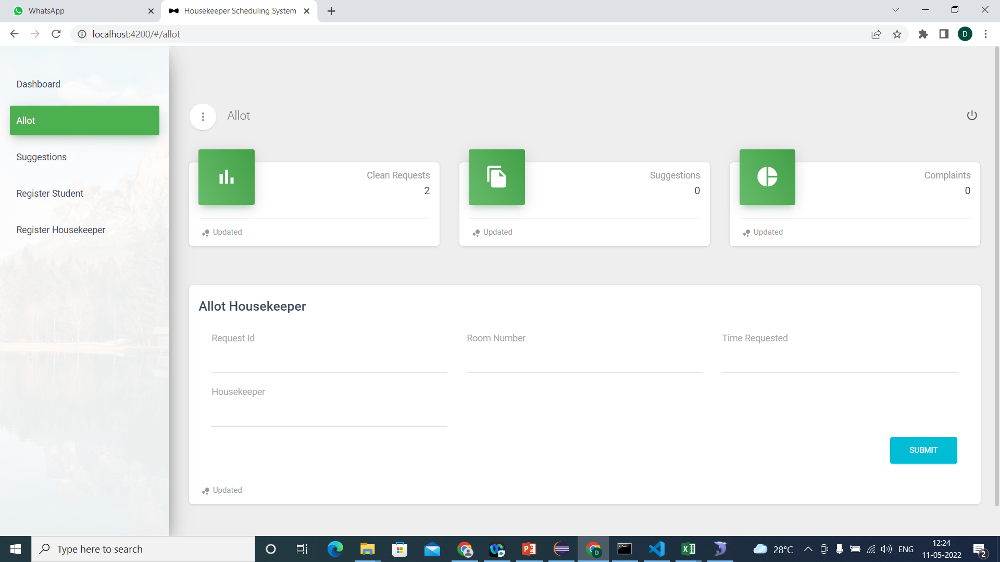 WhatsApp
Housekeeper Scheduling System
localhost:4200/#/allot
D
Dashboard
Allot
Suggestions
Register Student
Register Housekeeper
Allot
Clean Requests
2
Updated
Suggestions
0
Updated
Complaints
0
Updated
Allot Housekeeper
Request Id
Room Number
Time Requested
Housekeeper
SUBMIT
Updated
Type here to search
28°C
ENG
12:24
11-05-2022
2